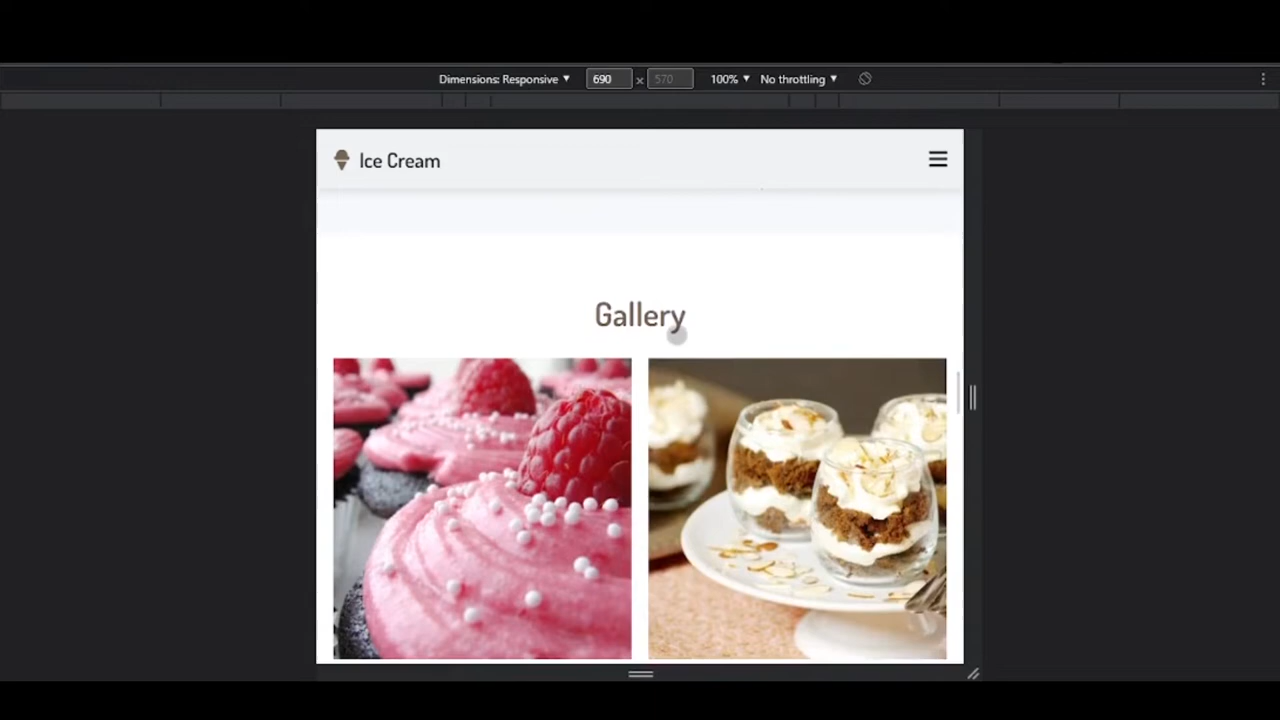 Dimensions: Responsive ▼ 690 x 570 100% ▼ No throttling ▼
Ice Cream
Gallery